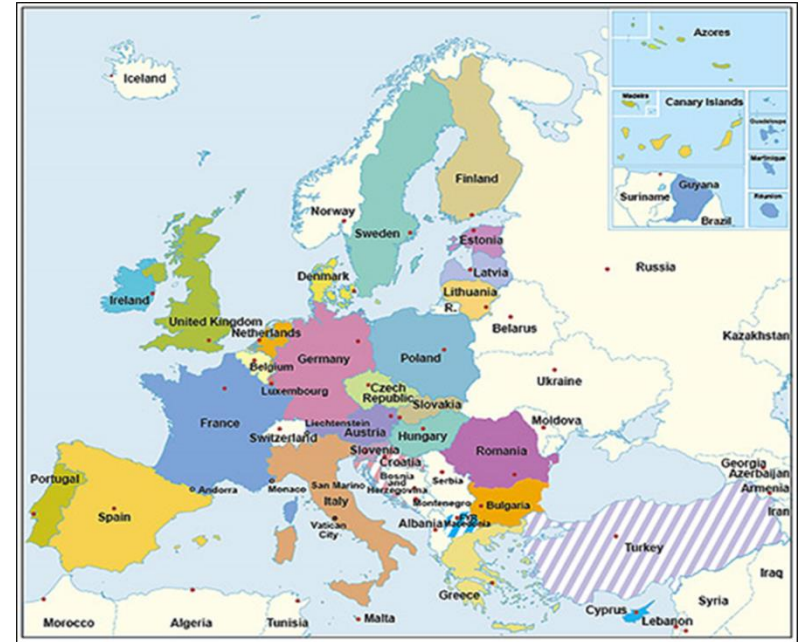 Azores
Iceland
Madeira
Canary Islands
Guadeloupe
Martinique
Finland
Guyana
Suriname
Réunion
Norway
Brazil
Sweden
Estonia
Russia
Latvia
Denmark
Lithuania
Ireland
R.
United Kingdom
Belarus
Netherlands
Kazakhstan
Germany
Poland
Belgium
Ukraine
Czech
Republic
Luxembourg
Slovakia
France
Liechtenstein
Moldova
Austria
Switzerland
Hungary
Slovenia
Romania
Croatia
Georgia
Portugal
Bosnia
and
Herzegovina
Serbia
Azerbaijan
San Marino
Andorra
Monaco
Armenia
Italy
Montenegro
Bulgaria
Iran
Spain
FYR
Macedonia
Vatican
City
Albania
Turkey
Iraq
Greece
Syria
Cyprus
Lebanon
Morocco
Algeria
Tunisia
Malta